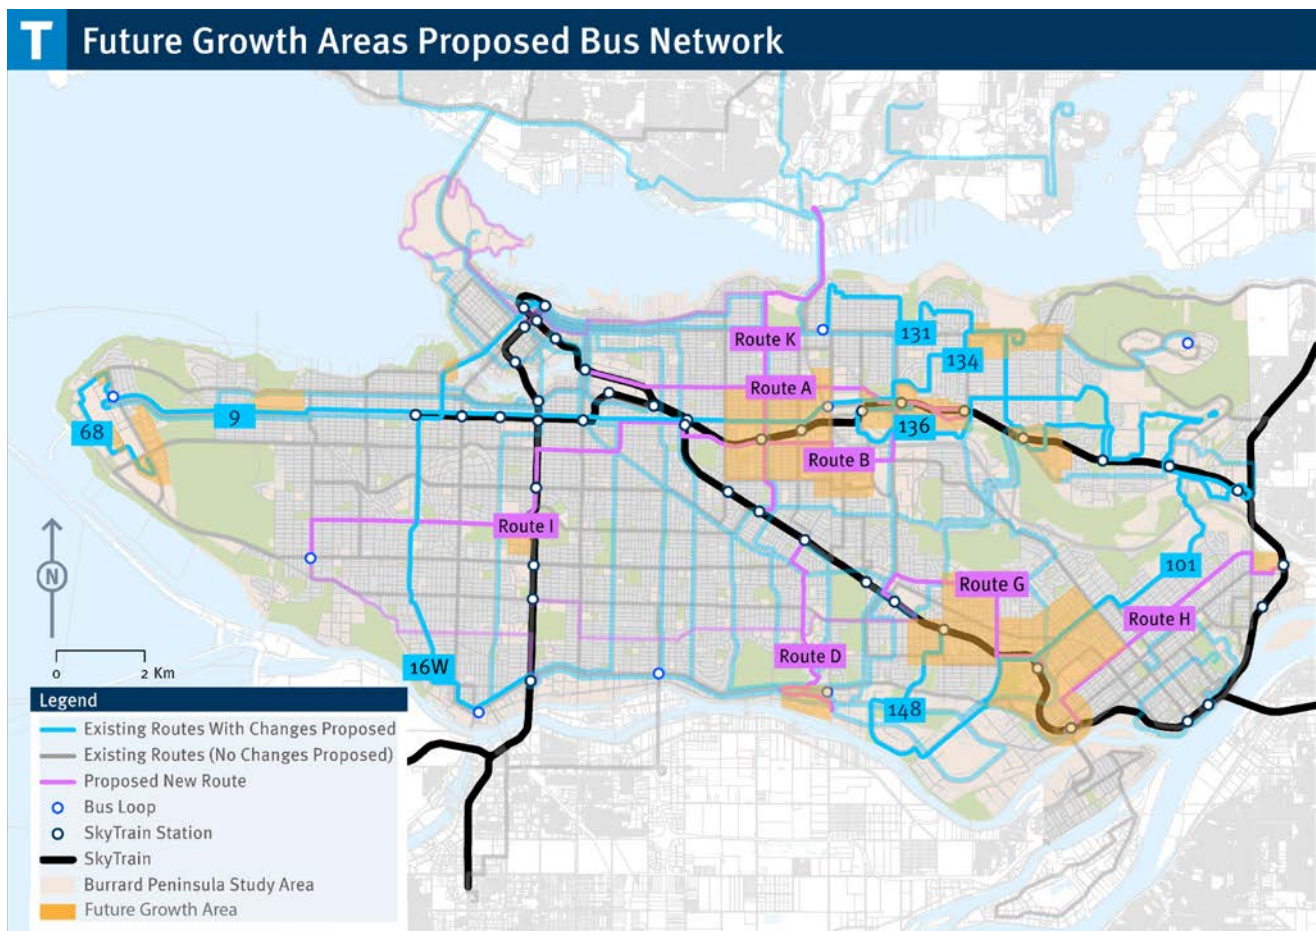 T Future Growth Areas Proposed Bus Network
Route K
131
134
Route A
9
68
136
Route B
Route I
101
Route G
Route H
Route D
16W
148
N
0 2 Km
Legend
Existing Routes With Changes Proposed
Existing Routes (No Changes Proposed)
Proposed New Route
Bus Loop
SkyTrain Station
SkyTrain
Burrard Peninsula Study Area
Future Growth Area